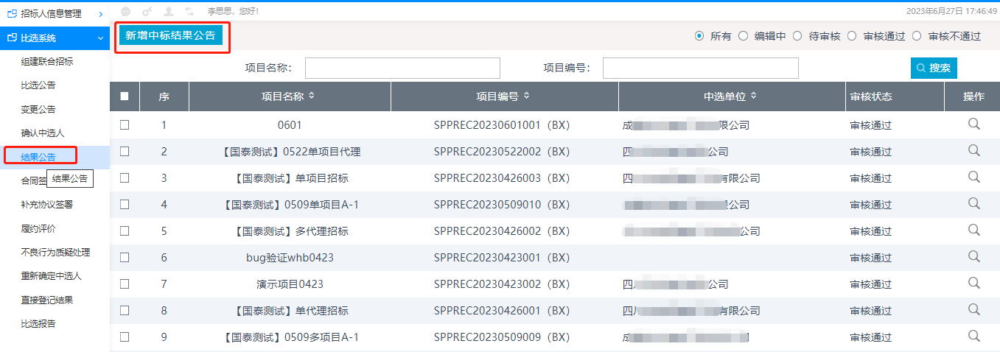 招标人信息管理
李思思，您好！
2023年6月27日 17:46:49
比选系统
新增中标结果公告
所有 编辑中 待审核 审核通过 审核不通过
组建联合招标
比选公告
变更公告
确认中选人
结果公告
合同签
结果公告
补充协议签署
履约评价
不良行为质疑处理
重新确定中选人
直接登记结果
比选报告
项目名称： 项目编号： 搜索
序 项目名称 项目编号 中选单位 审核状态 操作
1 0601 SPPREC20230601001（BX） 成 限公司 审核通过
2 【国泰测试】0522单项目代理 SPPREC20230522002（BX） 四 公司 审核通过
3 【国泰测试】单项目招标 SPPREC20230426003（BX） 四 有限公司 审核通过
4 【国泰测试】0509单项目A-1 SPPREC20230509010（BX） 限公司 审核通过
5 【国泰测试】多代理招标 SPPREC20230426002（BX） 公司 审核通过
6 bug验证whb0423 SPPREC20230423001（BX） 审核通过
7 演示项目0423 SPPREC20230423002（BX） 四 公司 审核通过
8 【国泰测试】单代理招标 SPPREC20230426001（BX） 四 有限公司 审核通过
9 【国泰测试】0509多项目A-1 SPPREC20230509009（BX） 成 审核通过